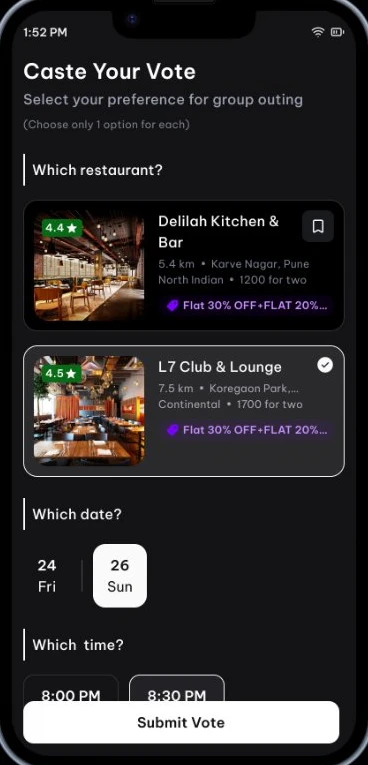 1:52 PM
Caste Your Vote
Select your preference for group outing
(Choose only 1 option for each)
Which restaurant?
4.4
Delilah Kitchen &
Bar
5.4 km • Karve Nagar, Pune
North Indian • 1200 for two
Flat 30% OFF+FLAT 20%...
4.5
L7 Club & Lounge
7.5 km • Koregaon Park,...
Continental • 1700 for two
Flat 30% OFF+FLAT 20%...
Which date?
24 26
Fri Sun
Which time?
8:00 PM 8:30 PM
Submit Vote